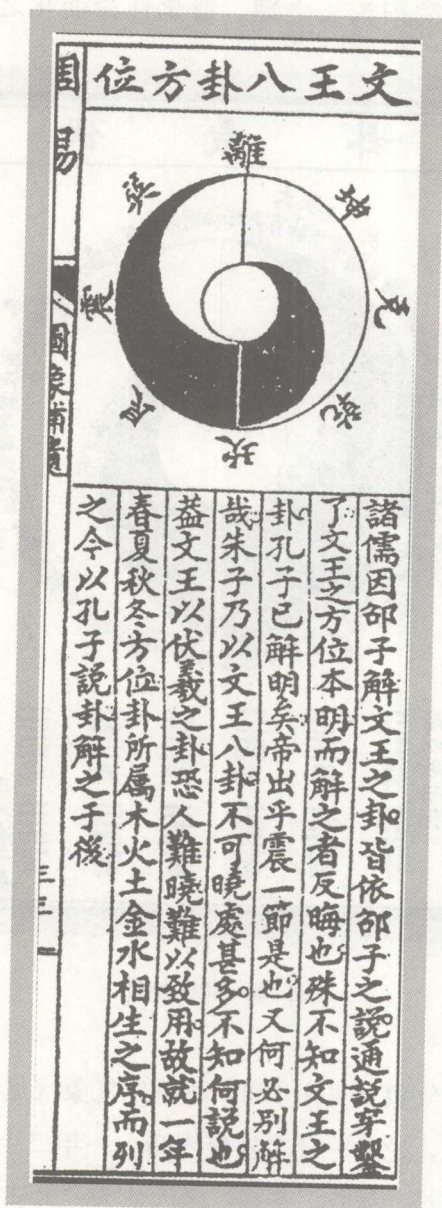 文王八卦方位
離
坤
兌
乾
坎
艮
震
巽
諸儒因邵子解文王之卦皆依邵子之說通說穿鑿
了文王之方位本明而解之者反晦也殊不知文王之
卦孔子已解明矣帝出乎震一節是也又何必別解
哉朱子乃以文王八卦不可曉處甚多不知何說也
葢文王以伏羲之卦恐人難曉難以致用故就一年
春夏秋冬方位卦所屬木火土金水相生之序而列
之今以孔子說卦解之于後
周易
圖象補遺
三三